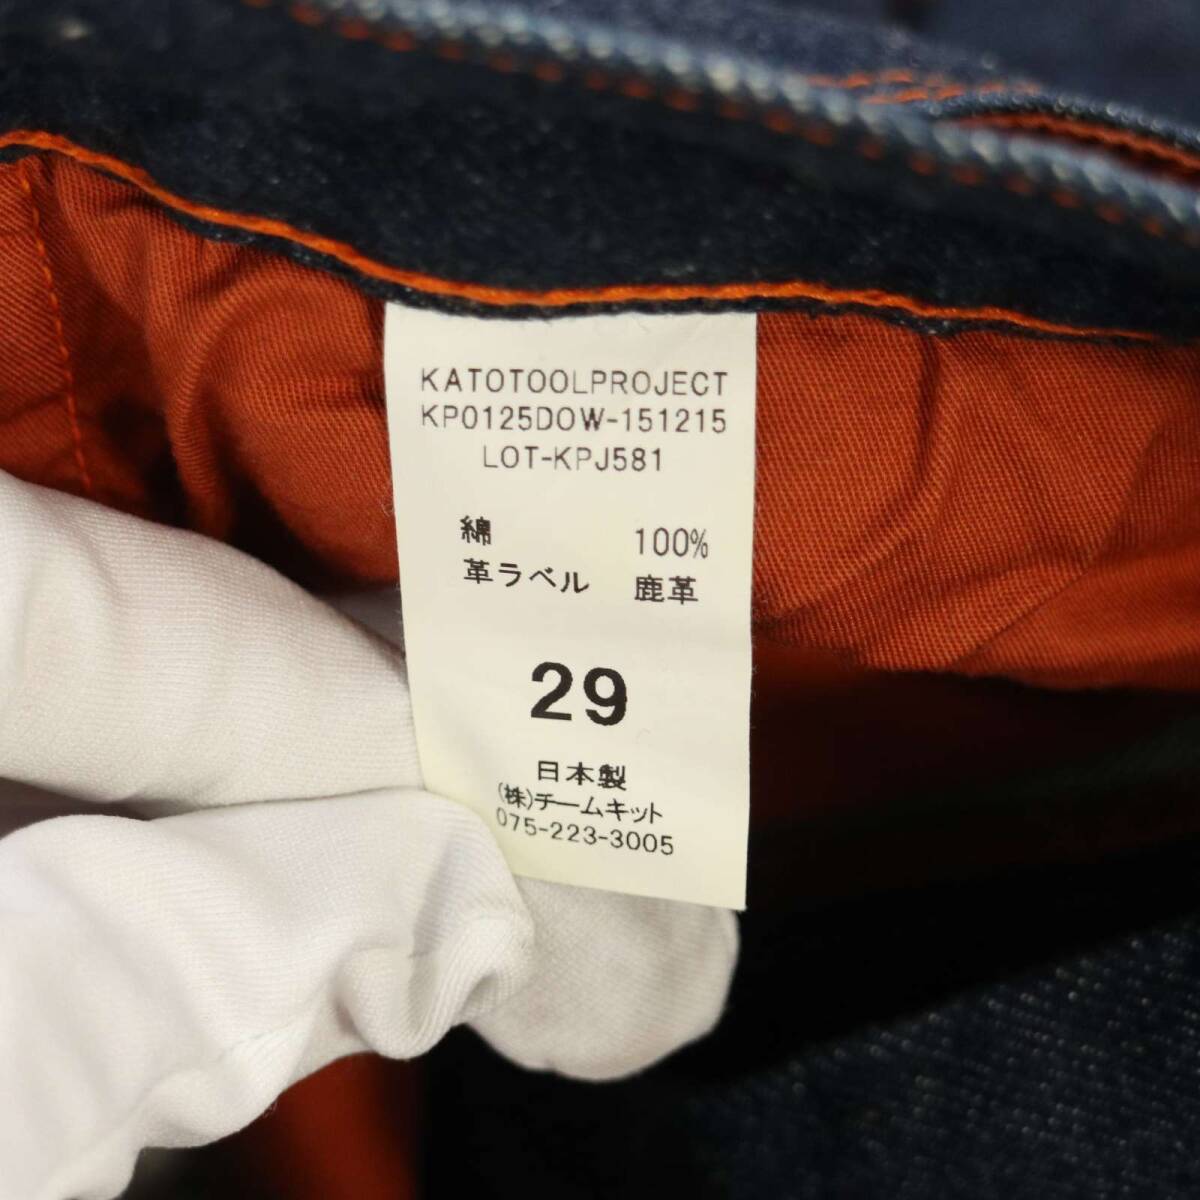 KATOTOOLPROJECT
KP0125DOW-151215
LOT-KPJ581
綿 100%
革ラベル 鹿革
29
日本製
(株)チームキット
075-223-3005